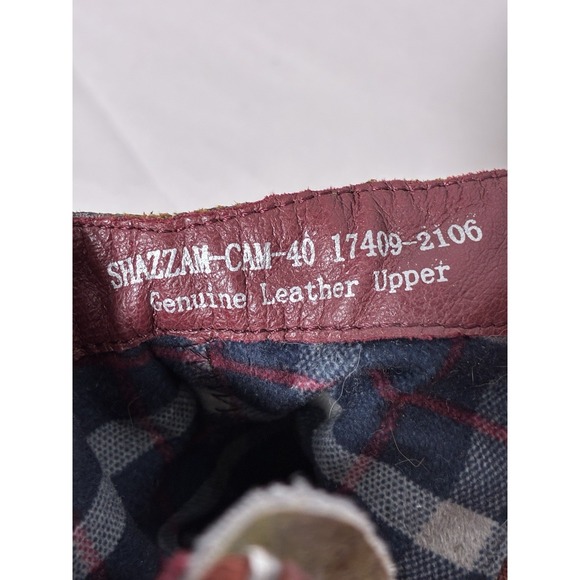 SHAZZAM-CAM-40 17409-2106
Genuine Leather Upper